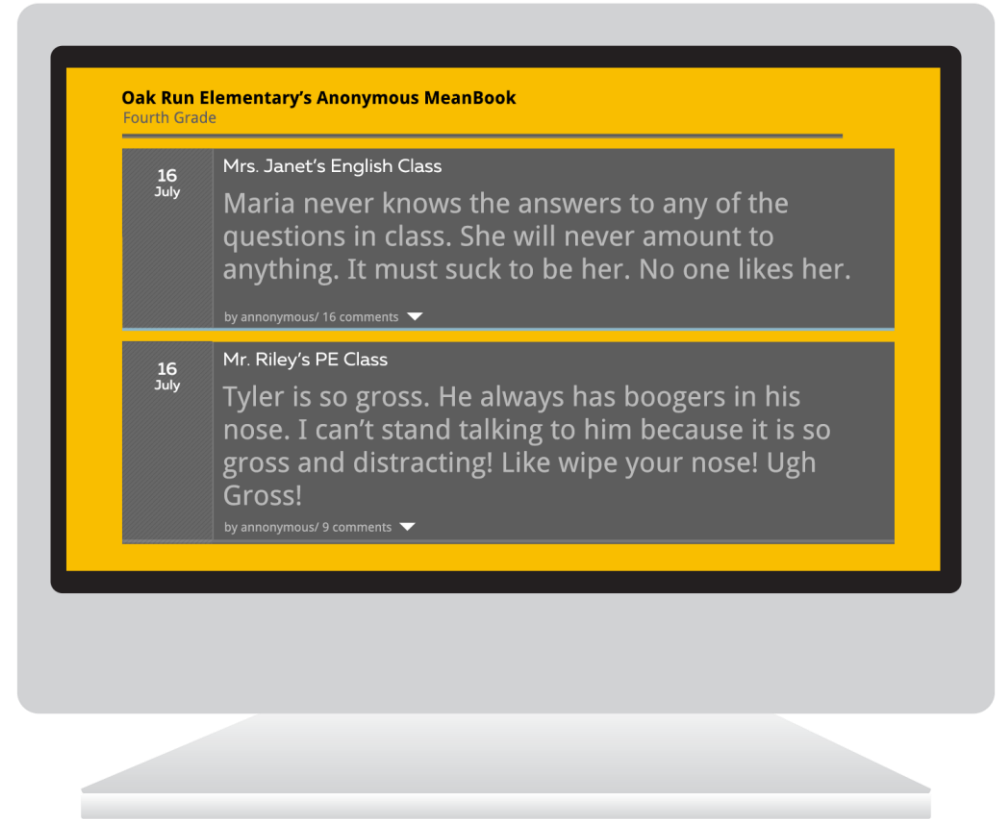 Oak Run Elementary’s Anonymous MeanBook
Fourth Grade
16
July
Mrs. Janet’s English Class
Maria never knows the answers to any of the
questions in class. She will never amount to
anything. It must suck to be her. No one likes her.
by annonymous/ 16 comments
16
July
Mr. Riley’s PE Class
Tyler is so gross. He always has boogers in his
nose. I can’t stand talking to him because it is so
gross and distracting! Like wipe your nose! Ugh
Gross!
by annonymous/ 9 comments